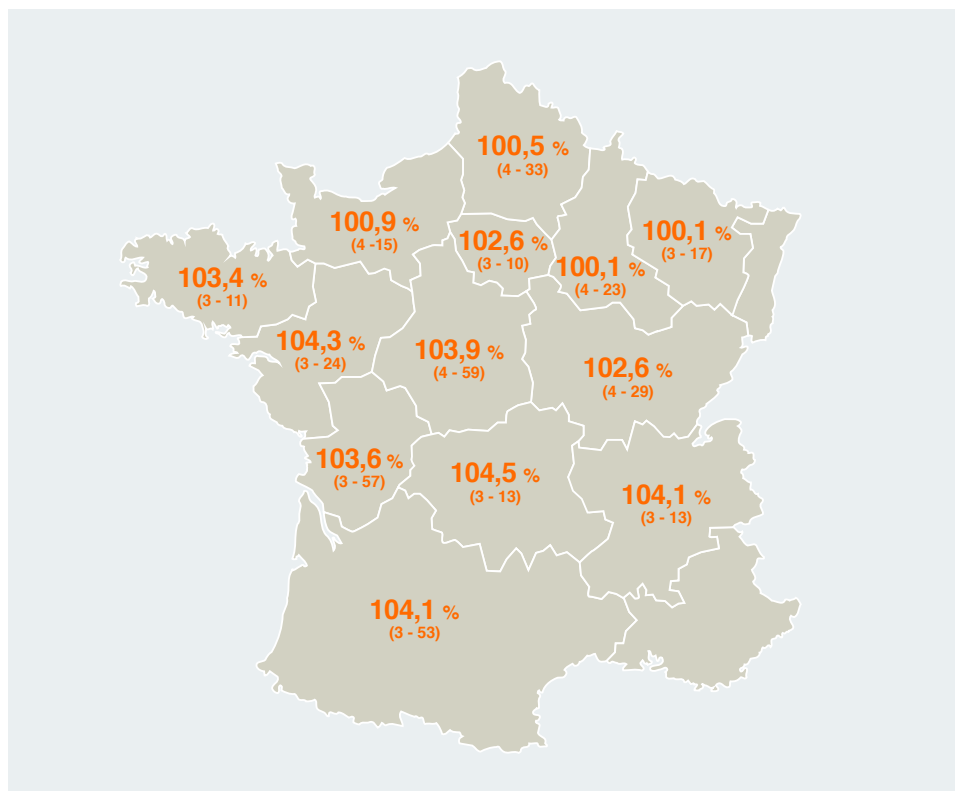 100,5 %
(4 - 33)
100,9 %
(4 -15)
102,6 %
(3 - 10)
100,1 %
(3 - 17)
100,1 %
(4 - 23)
103,4 %
(3 - 11)
104,3 %
(3 - 24)
103,9 %
(4 - 59)
102,6 %
(4 - 29)
103,6 %
(3 - 57)
104,5 %
(3 - 13)
104,1 %
(3 - 13)
104,1 %
(3 - 53)